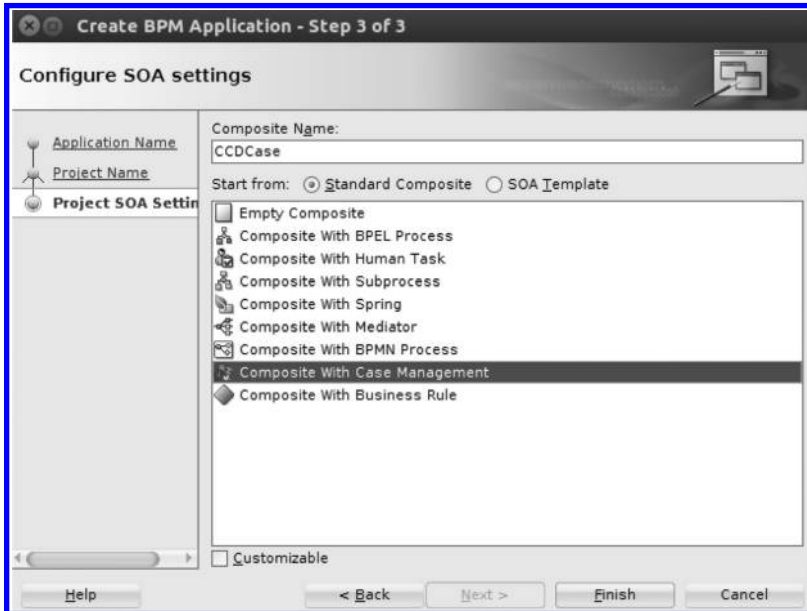 Create BPM Application - Step 3 of 3
Configure SOA settings
Application Name
Project Name
Project SOA Settin
Composite Name:
CCDCase
Start from: Standard Composite SOA Template
Empty Composite
Composite With BPEL Process
Composite With Human Task
Composite With Subprocess
Composite With Spring
Composite With Mediator
Composite With BPMN Process
Composite With Case Management
Composite With Business Rule
Customizable
Help < Back Next > Finish Cancel